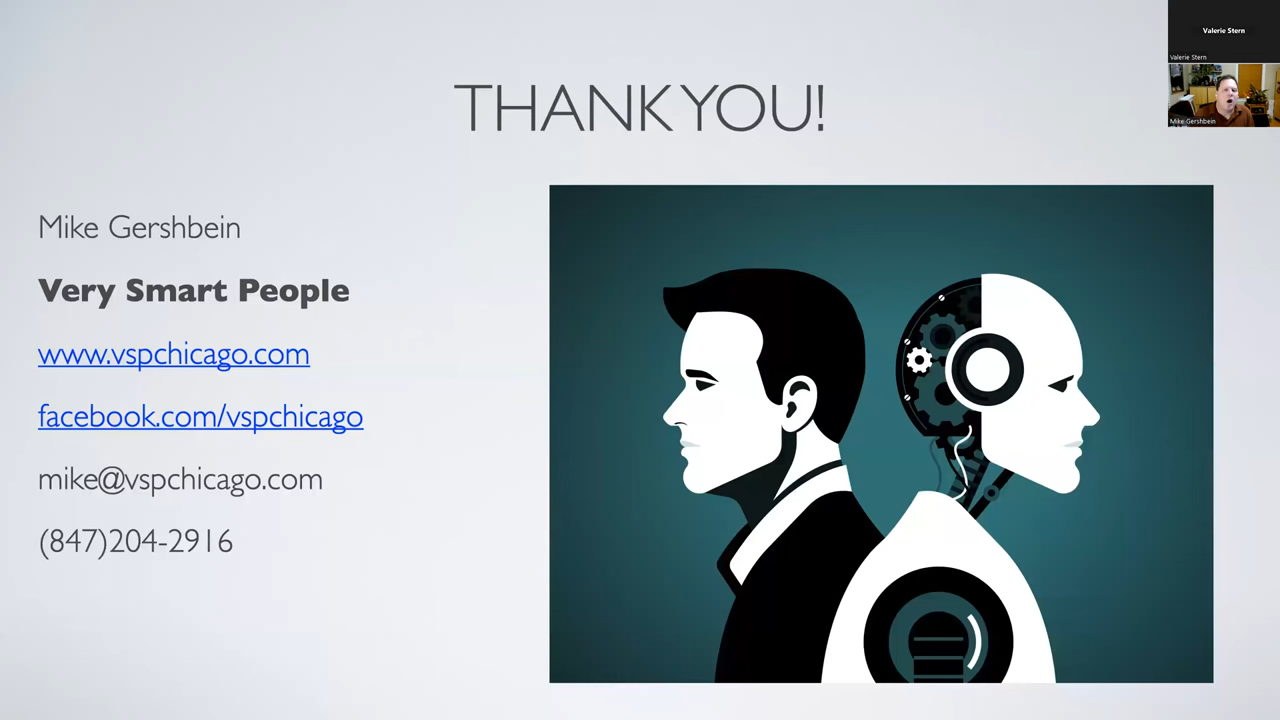 Valerie Stern
Valerie Stern
Mike Gershbein
THANK YOU!
Mike Gershbein
Very Smart People
www.vspchicago.com
facebook.com/vspchicago
mike@vspchicago.com
(847)204-2916